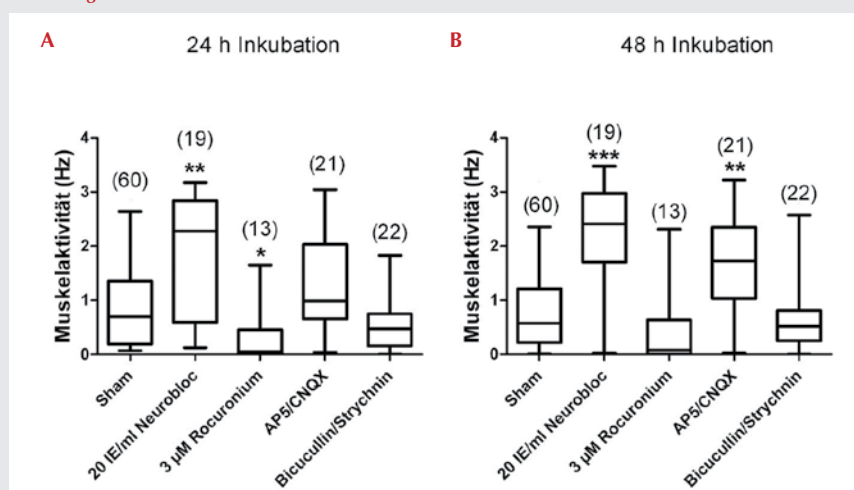 A
24 h Inkubation
Muskelaktivität (Hz)
4
3
2
1
0
(60)
(19)
**
(13)
*
(21)
(22)
Sham
20 IE/ml Neurobloc
3 µM Rocuronium
AP5/CNQX
Bicucullin/Strychnin
B
48 h Inkubation
Muskelaktivität (Hz)
4
3
2
1
0
(60)
(19)
***
(13)
(21)
**
(22)
Sham
20 IE/ml Neurobloc
3 µM Rocuronium
AP5/CNQX
Bicucullin/Strychnin